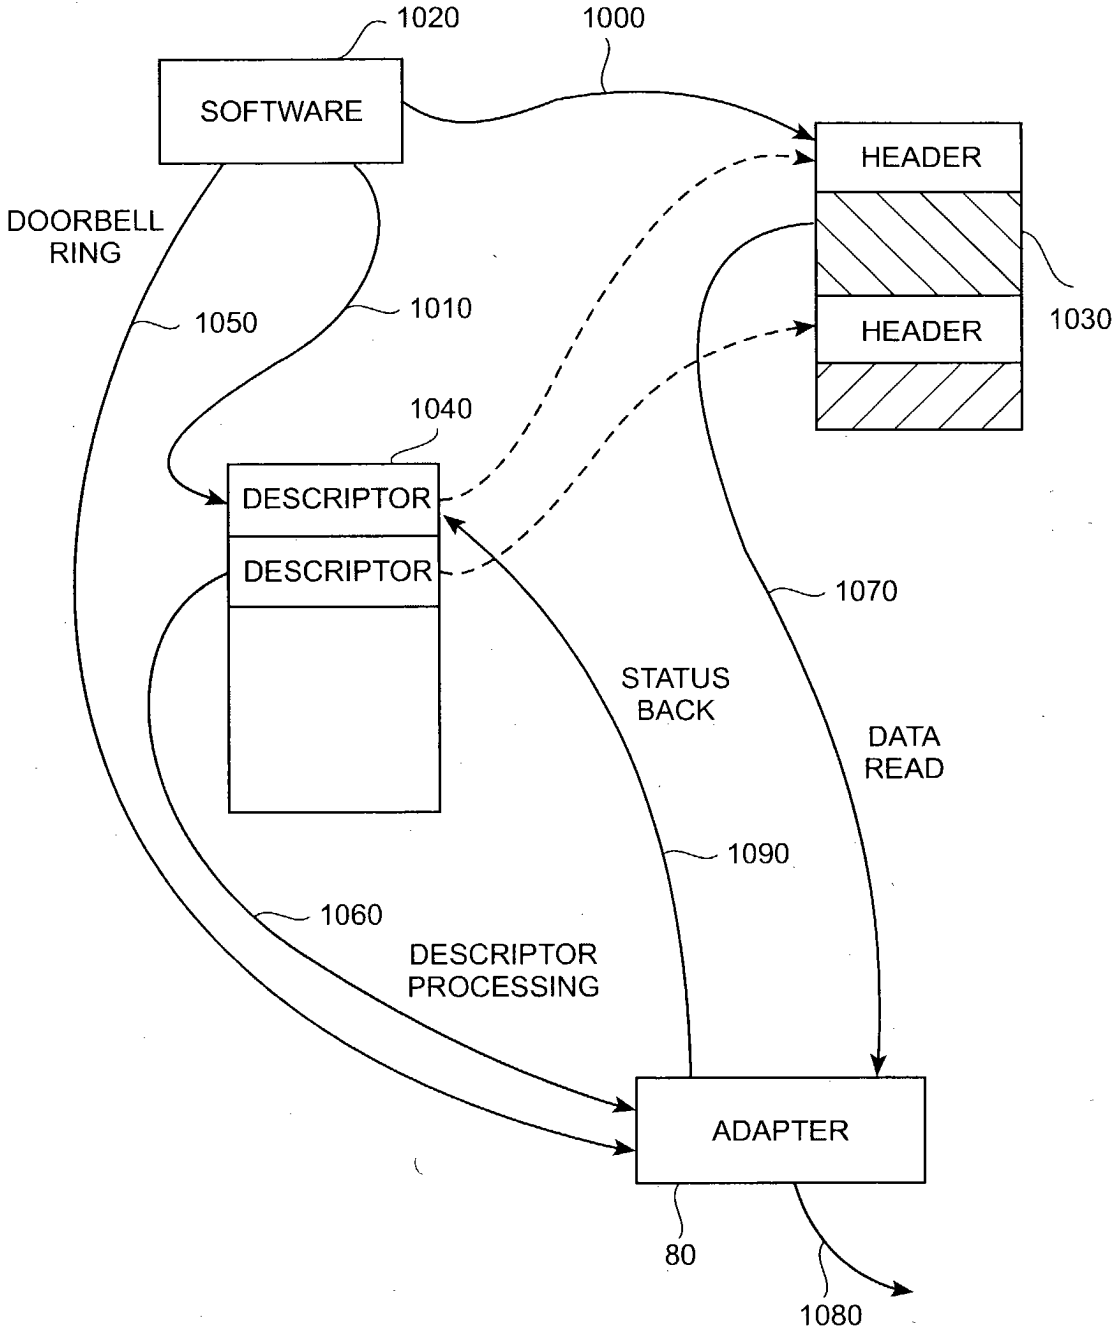 1020
1000
SOFTWARE
HEADER
DOORBELL
RING
1050
1010
1030
HEADER
1040
DESCRIPTOR
DESCRIPTOR
1070
STATUS
BACK
DATA
READ
1090
1060
DESCRIPTOR
PROCESSING
ADAPTER
80
1080